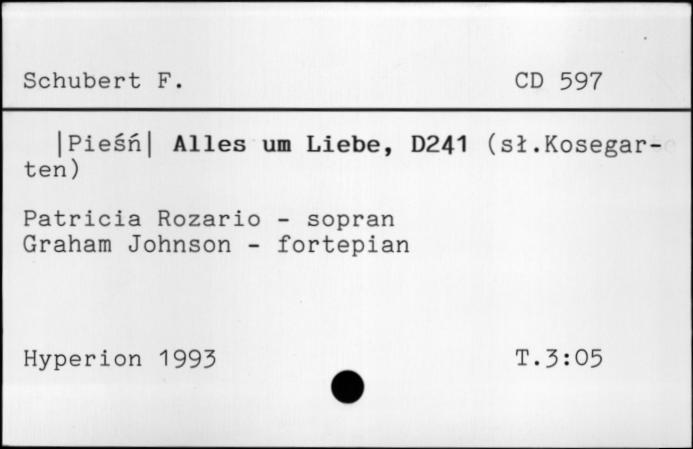 Schubert F. CD 597
|Pieśń| Alles um Liebe, D241 (sł.Kosegar-
ten)
Patricia Rozario - sopran
Graham Johnson - fortepian
Hyperion 1993 T.3:05